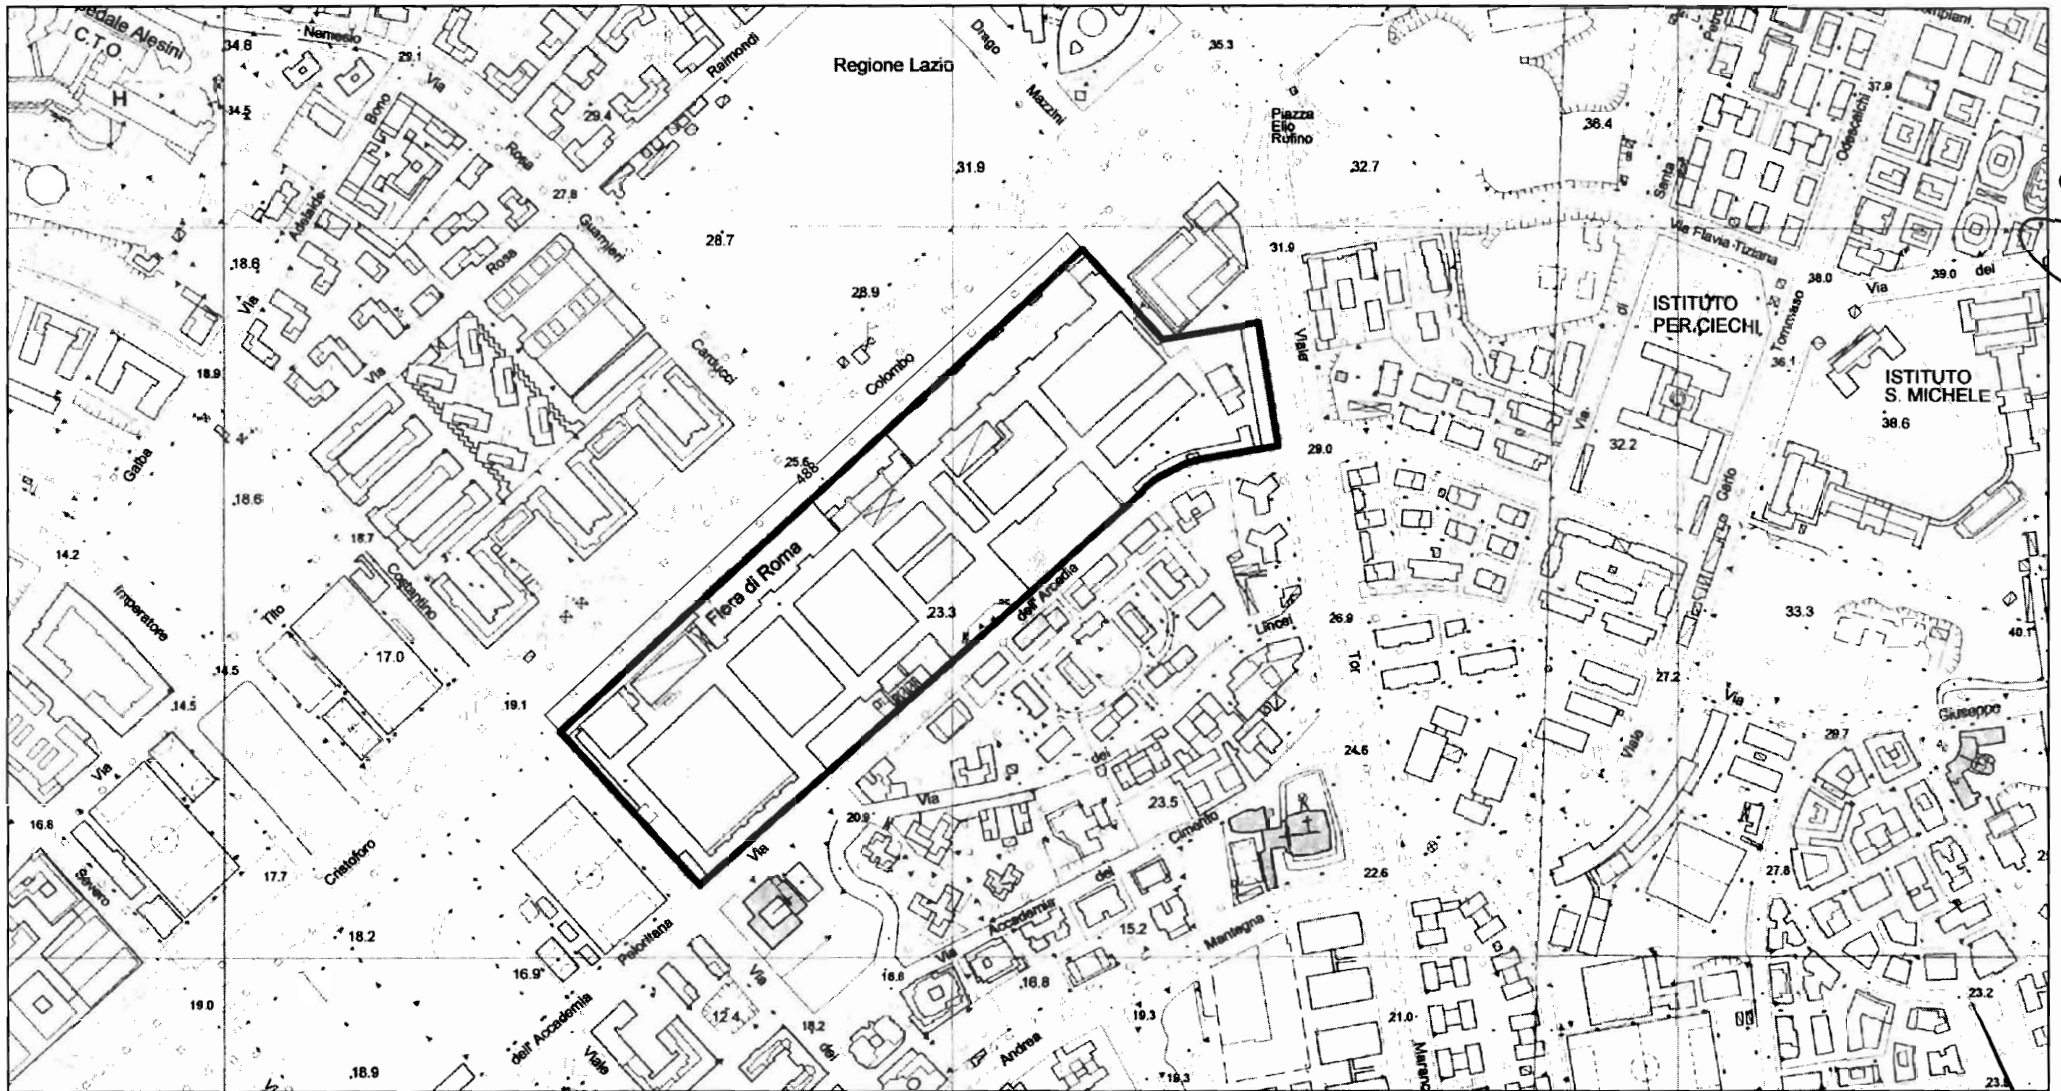 C.T.O
H
34.8
Nemesio
29.1
Via
34.5
Bono
29.4
Raimondi
Rosa
27.8
Adelaide
Guarnieri
Rosa
18.6
Via
28.7
Regione Lazio
Drago
Mazzini
35.3
31.9
Piazza
Elio
Rufino
32.7
36.4
Santa
Odescalchi
37.9
Via Flavia Tiziana
31.9
38.0
39.0
dei
Via
28.9
Colombo
Carducci
Via
18.9
Galba
18.6
14.2
18.7
Costantino
Tito
17.0
Imperatore
14.5
14.5
19.1
25.6
488
Fiera di Roma
23.3
dell' Arcadia
Viale
29.0
ISTITUTO
PER CIECHI
di
Via
Tommaso
36.1
ISTITUTO
S. MICHELE
38.6
32.2
Carlo
Lincei
26.9
Tor
33.3
40.1
27.2
Via
Giuseppe
Viale
29.7
24.6
dei
Via
23.5
Cimento
20.9
Via
del
Accademia
Via
15.2
Mantegna
22.6
27.8
16.8
Via
Severo
17.7
Cristoforo
18.2
16.9
Peloritana
dell' Accademia
Viale
Via
12.4
18.2
dei
16.6
16.8
Andrea
19.3
19.3
21.0
19.0
18.9
23.2